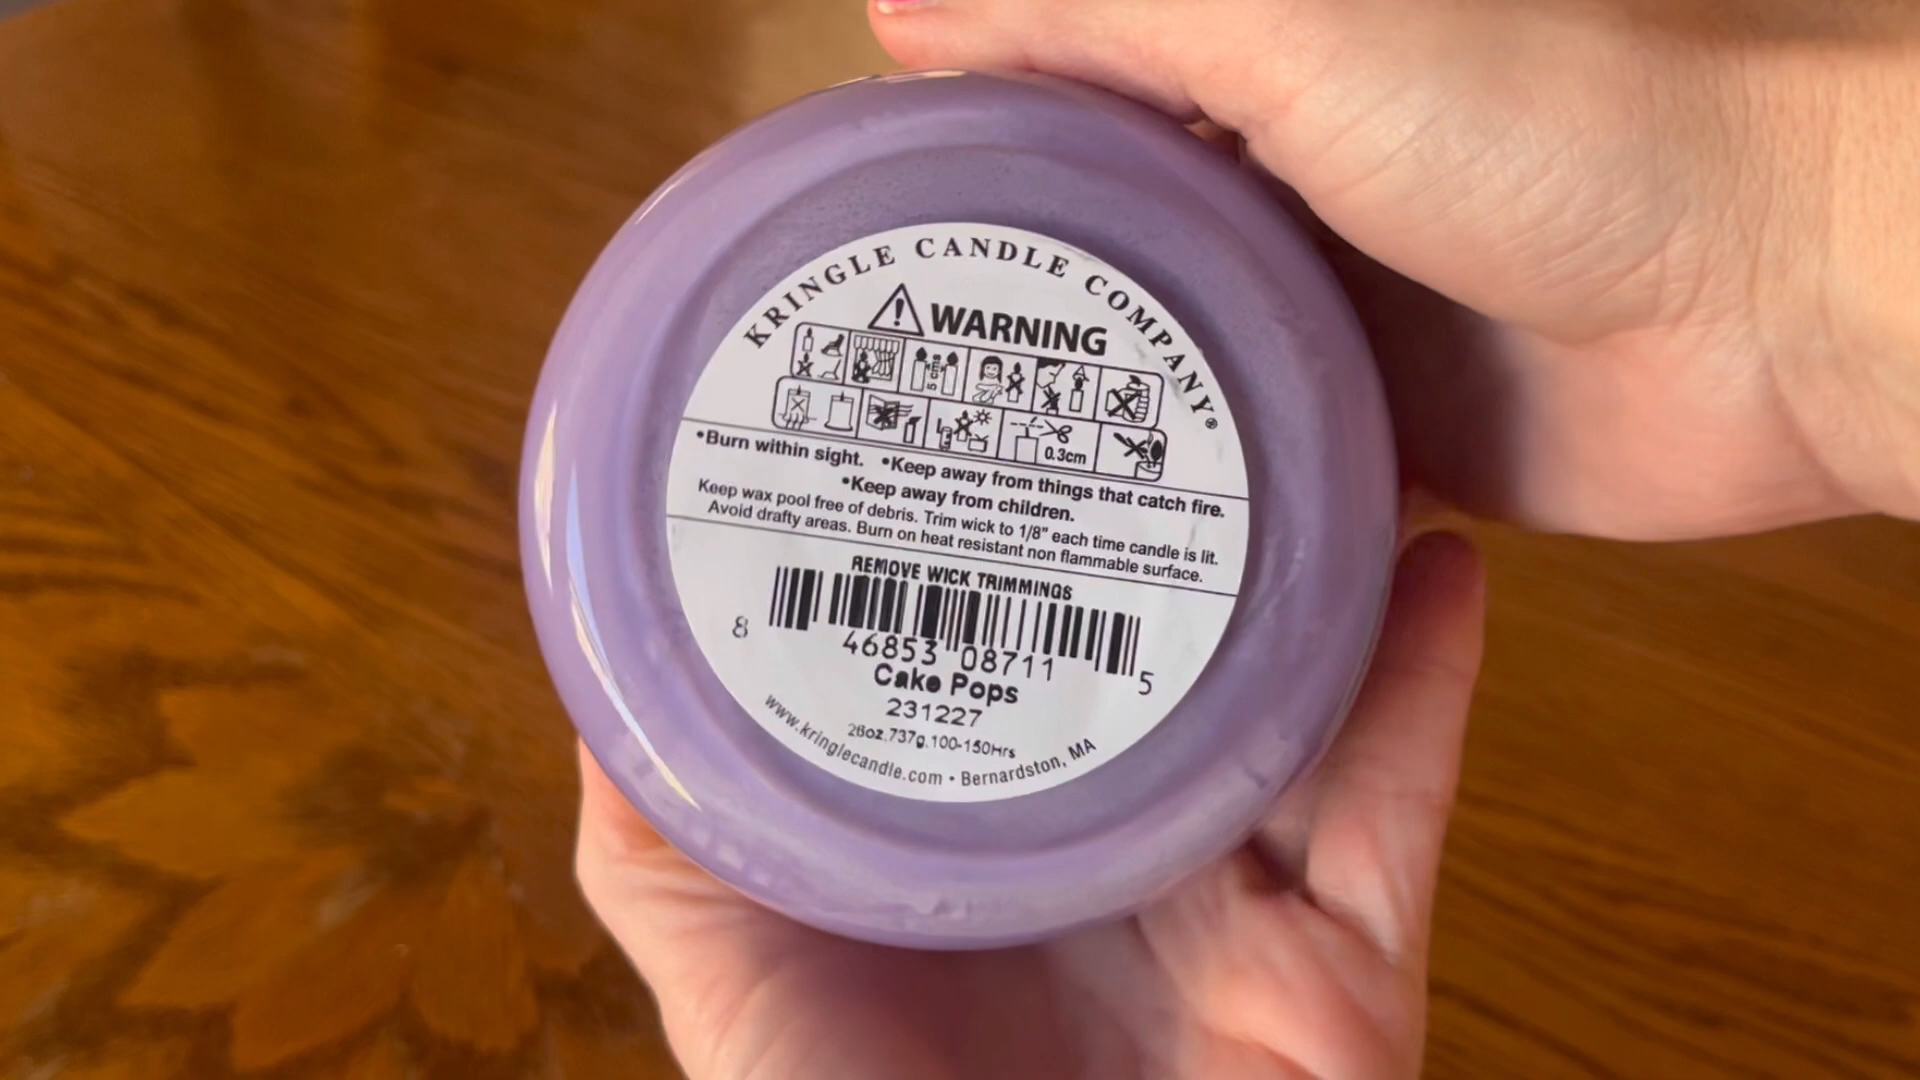 KRINGLE CANDLE COMPANY®
WARNING
5 cms
0.3cm
•Burn within sight. •Keep away from things that catch fire.
•Keep away from children.
Keep wax pool free of debris. Trim wick to 1/8" each time candle is lit.
Avoid drafty areas. Burn on heat resistant non flammable surface.
REMOVE WICK TRIMMINGS
8 46853 08711 5
Cake Pops
231227
26oz,737g,100-150Hrs
www.kringlecandle.com • Bernardston, MA